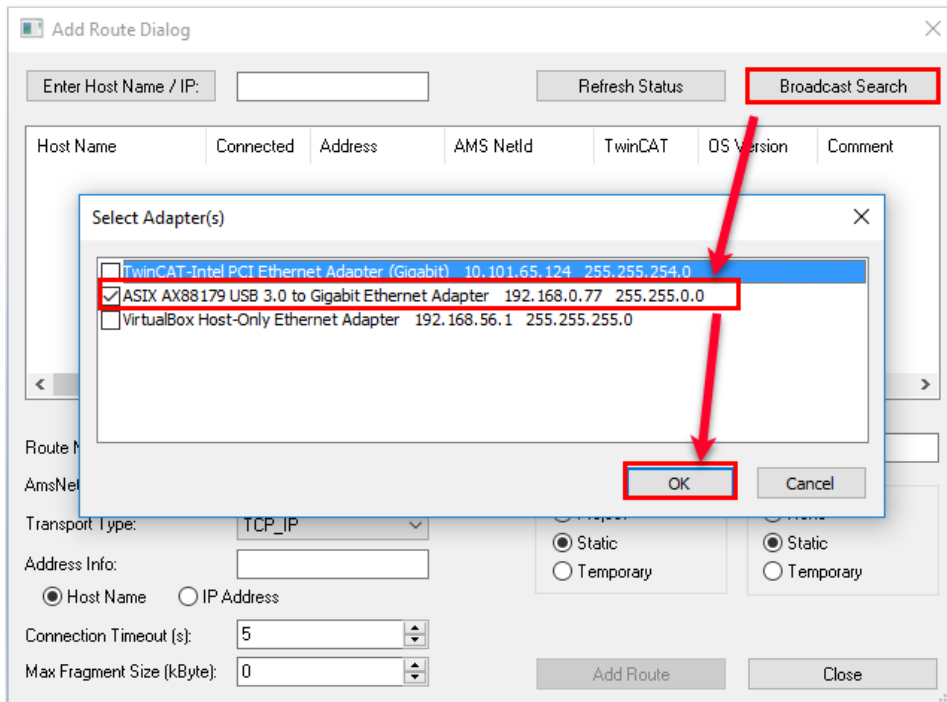 Add Route Dialog
Enter Host Name / IP: Refresh Status Broadcast Search
Host Name Connected Address AMS NetId TwinCAT OS Version Comment
Select Adapter(s)
TwinCAT-Intel PCI Ethernet Adapter (Gigabit) 10.101.65.124 255.255.254.0
ASIX AX88179 USB 3.0 to Gigabit Ethernet Adapter 192.168.0.77 255.255.0.0
VirtualBox Host-Only Ethernet Adapter 192.168.56.1 255.255.255.0
OK Cancel
Route
AmsNet
Transport Type: TCP_IP
Address Info:
Static Static
Temporary Temporary
Host Name IP Address
Connection Timeout (s): 5
Max Fragment Size (kByte): 0
Add Route Close